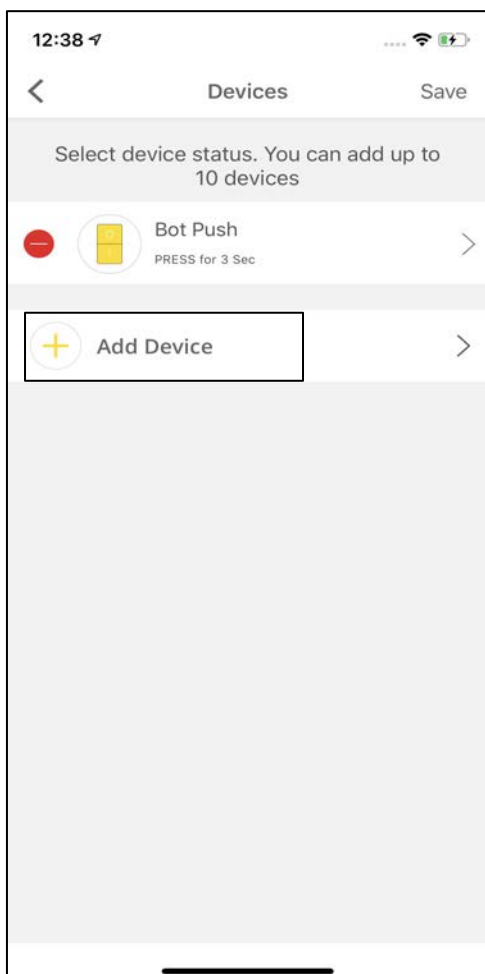 12:38
Devices Save
Select device status. You can add up to
10 devices
Bot Push
PRESS for 3 Sec
Add Device